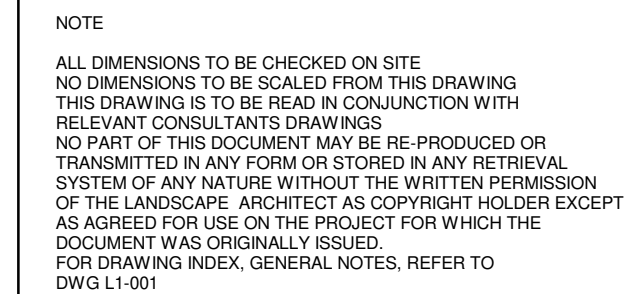 NOTE
ALL DIMENSIONS TO BE CHECKED ON SITE
NO DIMENSIONS TO BE SCALED FROM THIS DRAWING
THIS DRAWING IS TO BE READ IN CONJUNCTION WITH
RELEVANT CONSULTANTS DRAWINGS
NO PART OF THIS DOCUMENT MAY BE RE-PRODUCED OR
TRANSMITTED IN ANY FORM OR STORED IN ANY RETRIEVAL
SYSTEM OF ANY NATURE WITHOUT THE WRITTEN PERMISSION
OF THE LANDSCAPE ARCHITECT AS COPYRIGHT HOLDER EXCEPT
AS AGREED FOR USE ON THE PROJECT FOR WHICH THE
DOCUMENT WAS ORIGINALLY ISSUED.
FOR DRAWING INDEX, GENERAL NOTES, REFER TO
DWG L1-001